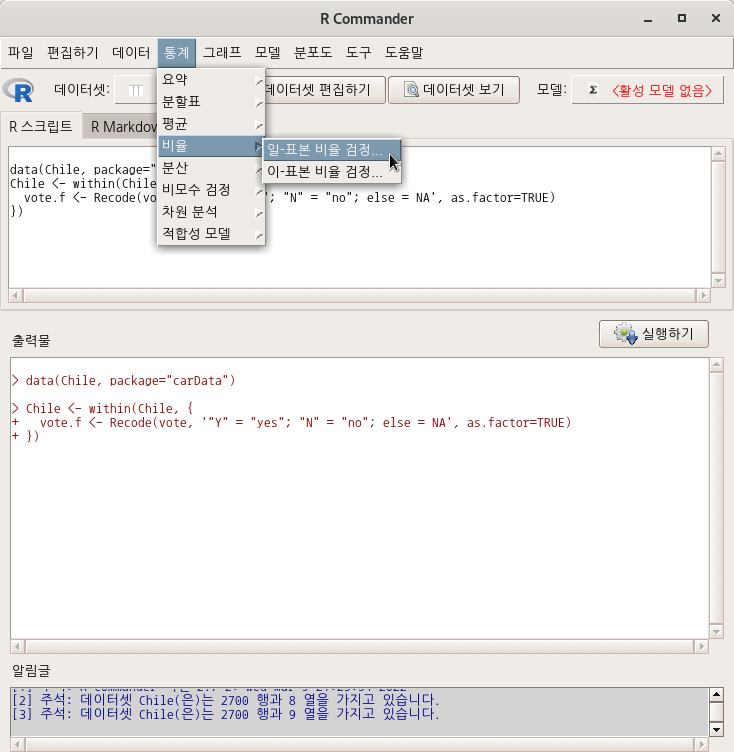 R Commander
파일 편집하기 데이터 통계 그래프 모델 분포도 도구 도움말
데이터셋: 데이터셋 편집하기 데이터셋 보기 모델: Σ <활성 모델 없음>
요약
분할표
평균
비율
분산
비모수 검정
차원 분석
적합성 모델
일-표본 비율 검정...
이-표본 비율 검정...
R 스크립트 R Markdow
data(Chile, package="
Chile <- within(Chile
vote.f <- Recode(vo "; "N" = "no"; else = NA', as.factor=TRUE)
})
출력물
실행하기
> data(Chile, package="carData")
> Chile <- within(Chile, {
+ vote.f <- Recode(vote, '"Y" = "yes"; "N" = "no"; else = NA', as.factor=TRUE)
+ })
알림글
[2] 주석: 데이터셋 Chile(은)는 2700 행과 8 열을 가지고 있습니다.
[3] 주석: 데이터셋 Chile(은)는 2700 행과 9 열을 가지고 있습니다.